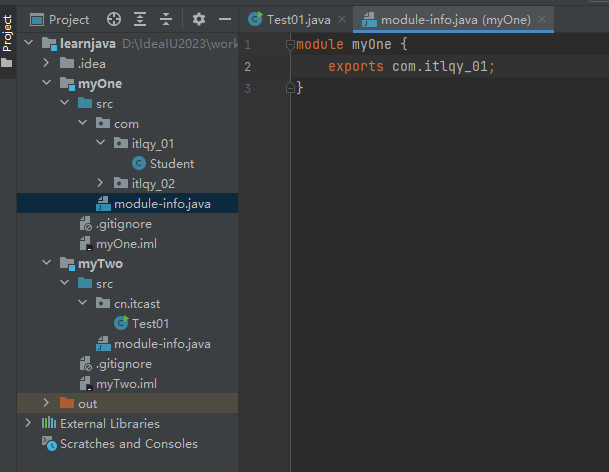 Project
Project
learnjava D:\IdeaIU2023\work
.idea
myOne
src
com
itlqy_01
Student
itlqy_02
module-info.java
.gitignore
myOne.iml
myTwo
src
cn.itcast
Test01
module-info.java
.gitignore
myTwo.iml
out
External Libraries
Scratches and Consoles
Test01.java
module-info.java (myOne)
1 module myOne {
2 exports com.itlqy_01;
3 }